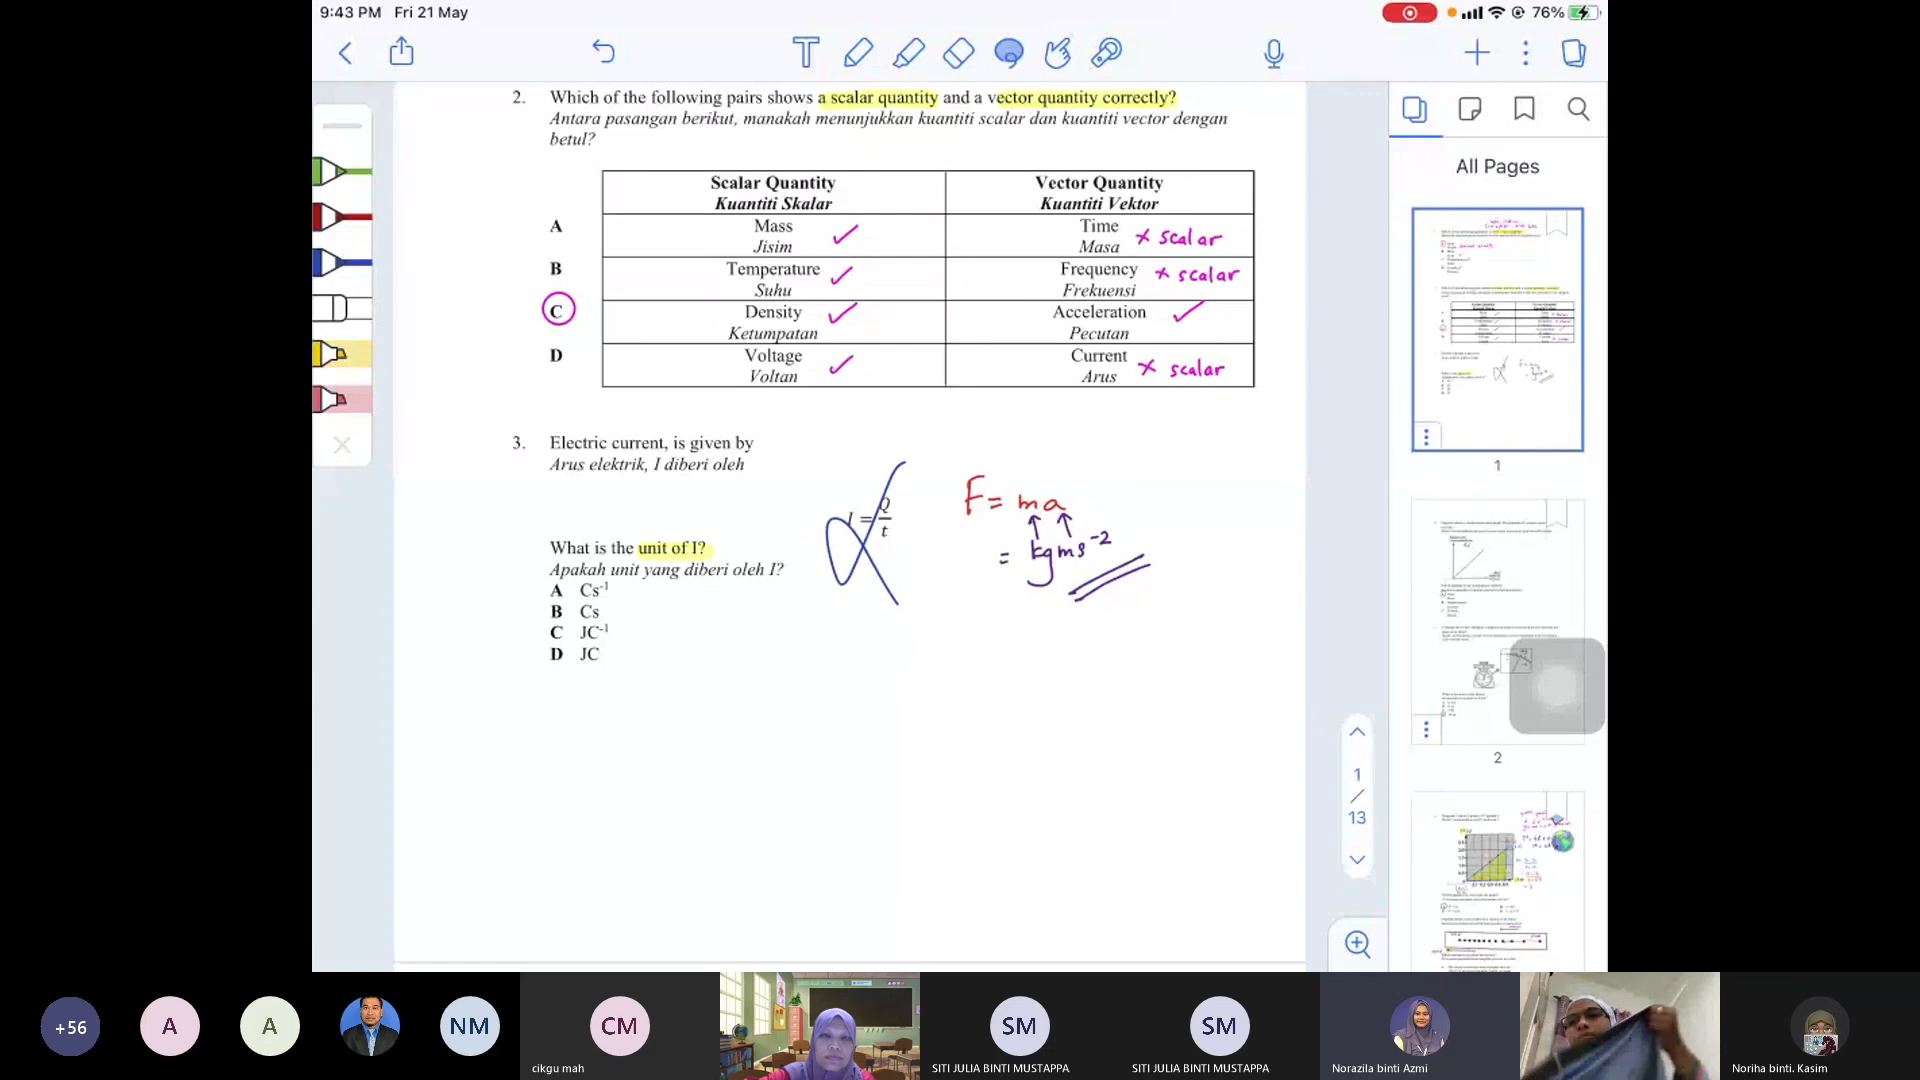 9:43 PM Fri 21 May
76%
2. Which of the following pairs shows a scalar quantity and a vector quantity correctly?
Antara pasangan berikut, manakah menunjukkan kuantiti scalar dan kuantiti vector dengan
betul?
Scalar Quantity Vector Quantity
Kuantiti Skalar Kuantiti Vektor
A Mass Time × scalar
Jisim Masa
B Temperature Frequency × scalar
Suhu Frekuensi
C Density Acceleration
Ketumpatan Pecutan
D Voltage Current × scalar
Voltan Arus
3. Electric current, is given by
Arus elektrik, I diberi oleh
I = Q/t
F = ma
= kgms⁻²
What is the unit of I?
Apakah unit yang diberi oleh I?
A Cs⁻¹
B Cs
C JC⁻¹
D JC
All Pages
1
2
1
/
13
+56
A
A
NM
CM
cikgu mah
SM
SITI JULIA BINTI MUSTAPPA
SM
SITI JULIA BINTI MUSTAPPA
Norazila binti Azmi
Noriha binti. Kasim